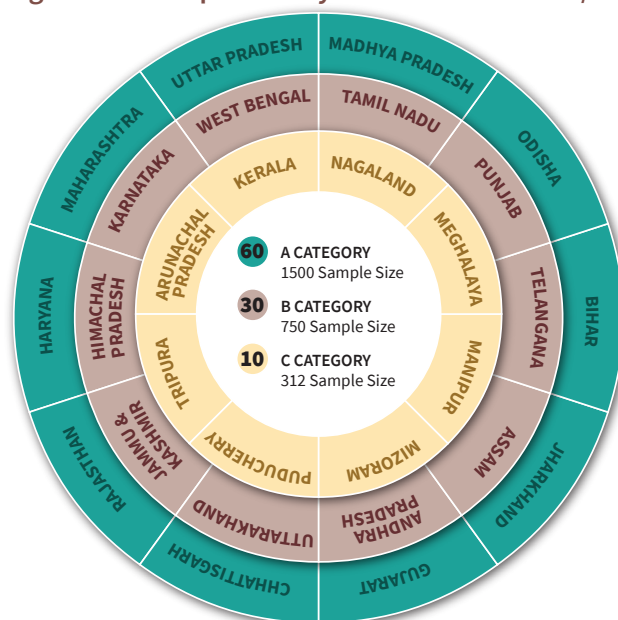 UTTAR PRADESH
MADHYA PRADESH
ODISHA
BIHAR
JHARKHAND
GUJARAT
CHHATTISGARH
RAJASTHAN
HARYANA
MAHARASHTRA
WEST BENGAL
TAMIL NADU
PUNJAB
TELANGANA
ASSAM
ANDHRA
PRADESH
UTTARAKHAND
JAMMU &
KASHMIR
HIMACHAL
PRADESH
KARNATAKA
KERALA
NAGALAND
MEGHALAYA
MANIPUR
MIZORAM
PUDUCHERRY
TRIPURA
ARUNACHAL
PRADESH
60 A CATEGORY
1500 Sample Size
30 B CATEGORY
750 Sample Size
10 C CATEGORY
312 Sample Size